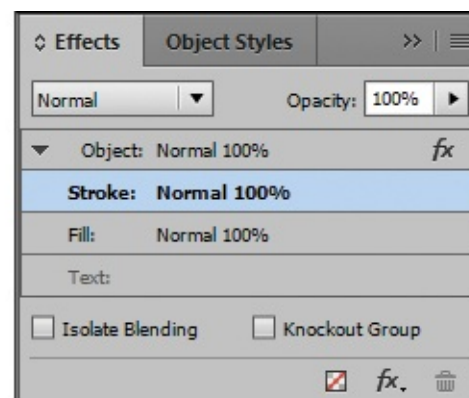 Effects Object Styles
Normal Opacity: 100%
Object: Normal 100% fx
Stroke: Normal 100%
Fill: Normal 100%
Text:
Isolate Blending Knockout Group
fx.